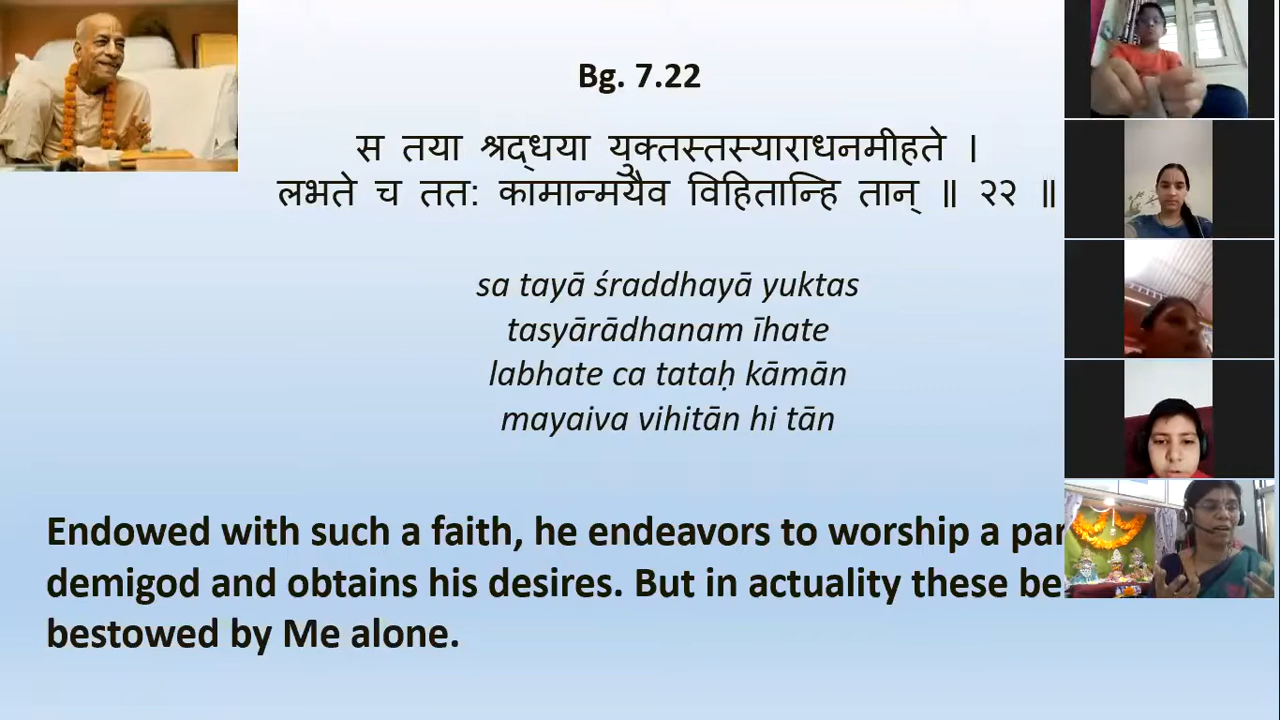 Bg. 7.22
स तया श्रद्धया युक्तस्तस्याराधनमीहते ।
लभते च ततः कामान्मयैव विहितान्हि तान् ॥ २२ ॥
sa tayā śraddhayā yuktas
tasyārādhanam īhate
labhate ca tataḥ kāmān
mayaiva vihitān hi tān
Endowed with such a faith, he endeavors to worship a par
demigod and obtains his desires. But in actuality these be
bestowed by Me alone.